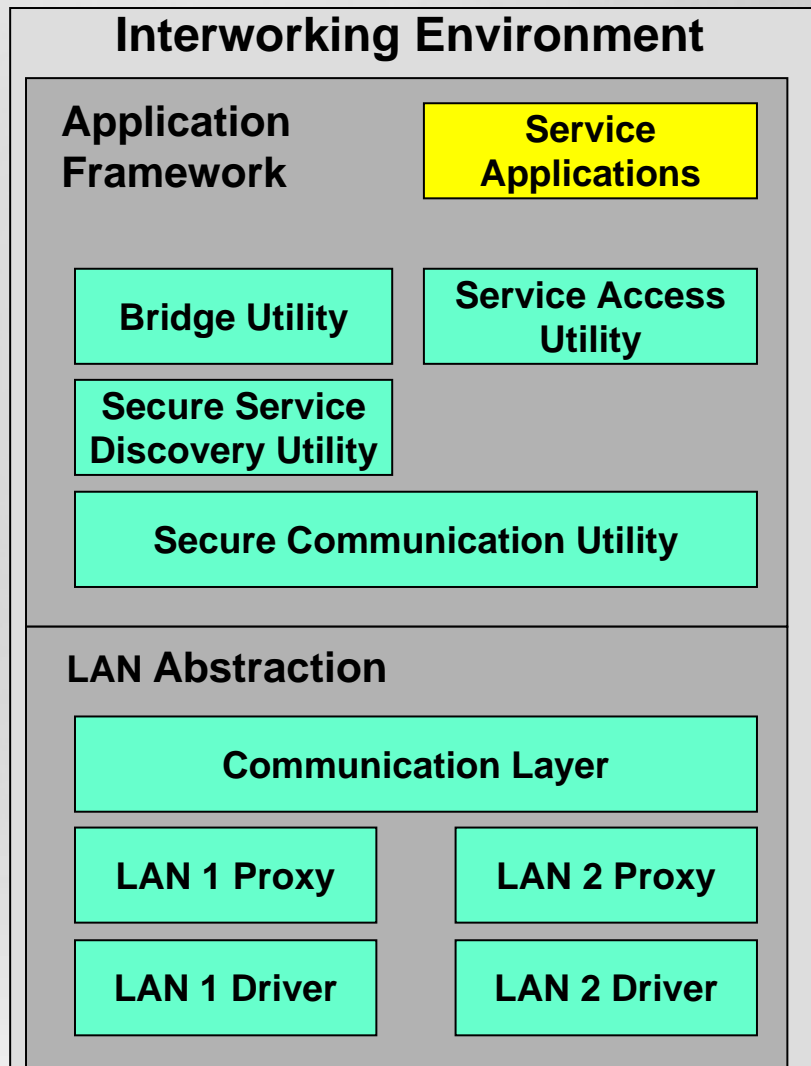 Interworking Environment
Application
Framework
Service
Applications
Bridge Utility
Service Access
Utility
Secure Service
Discovery Utility
Secure Communication Utility
LAN Abstraction
Communication Layer
LAN 1 Proxy
LAN 2 Proxy
LAN 1 Driver
LAN 2 Driver